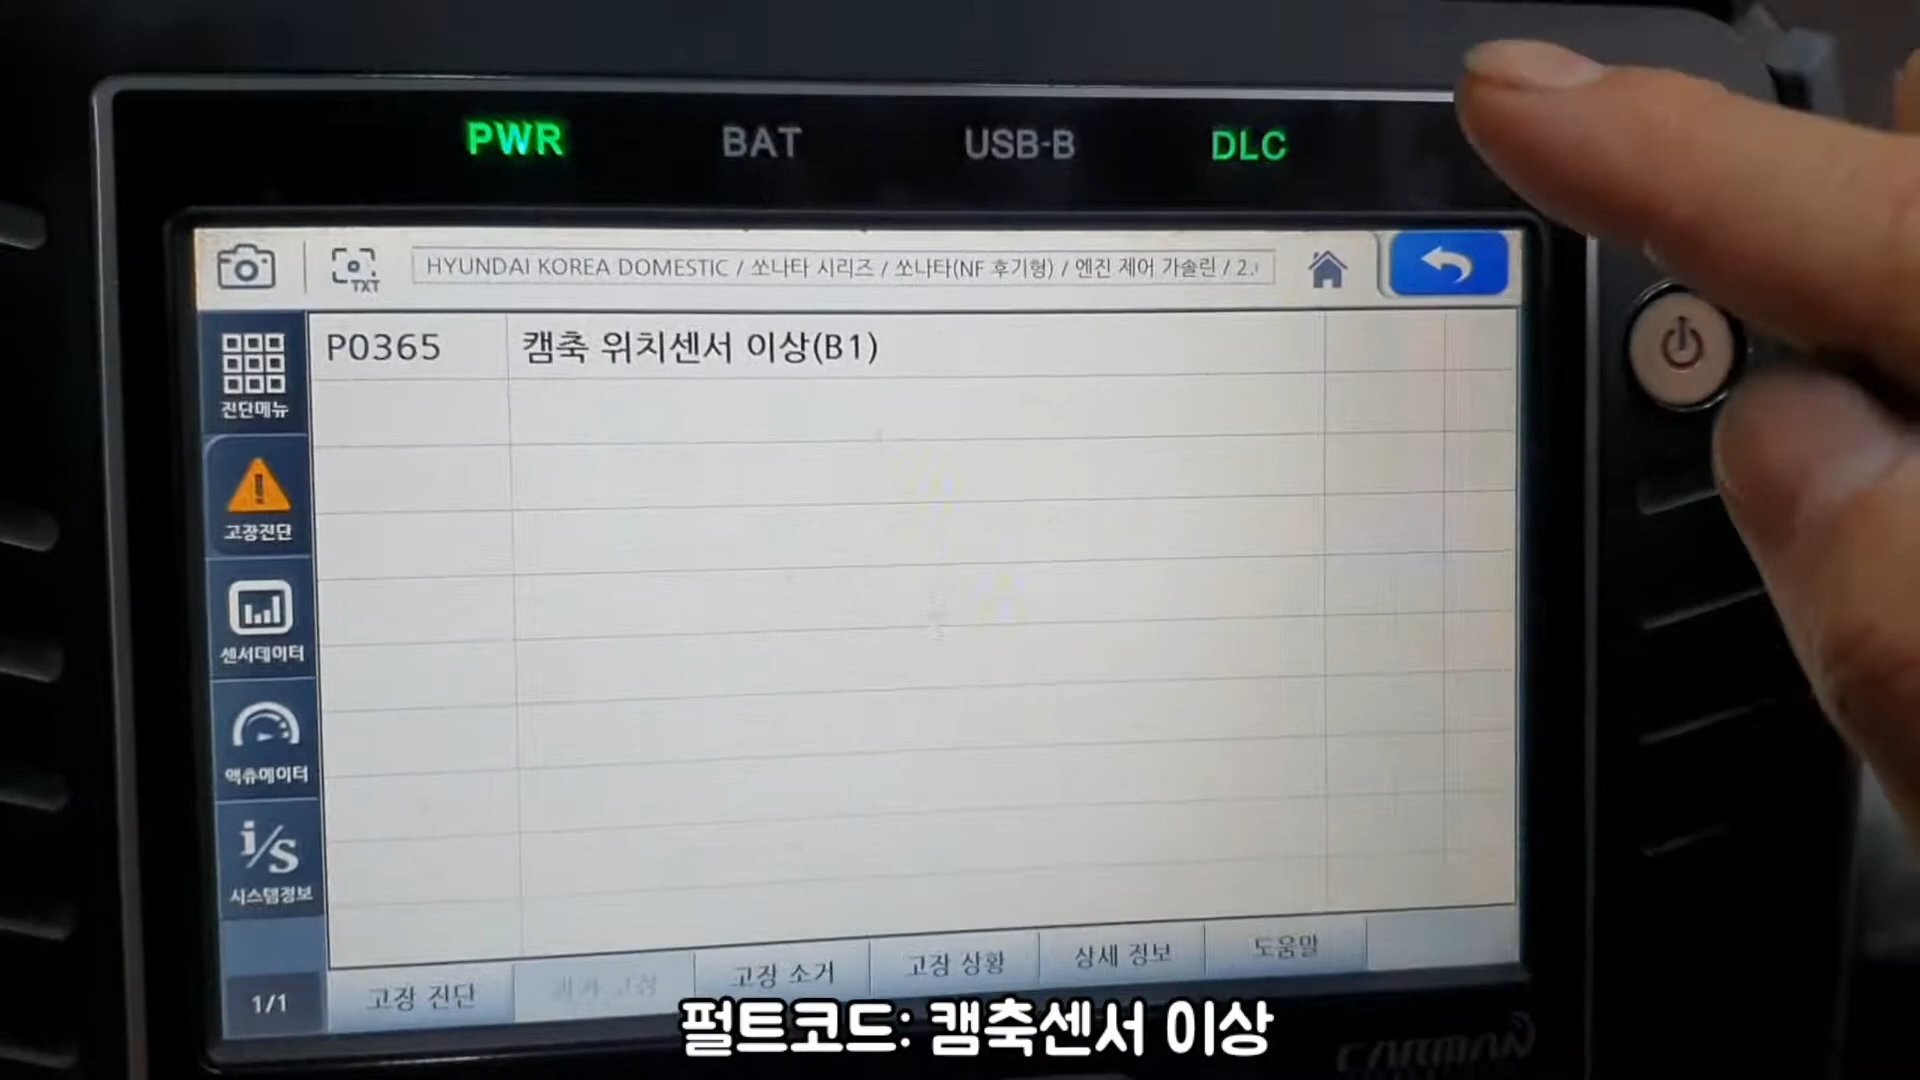 PWR BAT USB-B DLC
TXT HYUNDAI KOREA DOMESTIC / 쏘나타 시리즈 / 쏘나타(NF 후기형) / 엔진 제어 가솔린 / 2.
P0365 캠축 위치센서 이상(B1)
진단메뉴
고장진단
센서데이터
액츄에이터
i/s
시스템정보
1/1
고장 진단 고장 소거 고장 상황 상세 정보 도움말
펄트코드: 캠축센서 이상
CARMAN